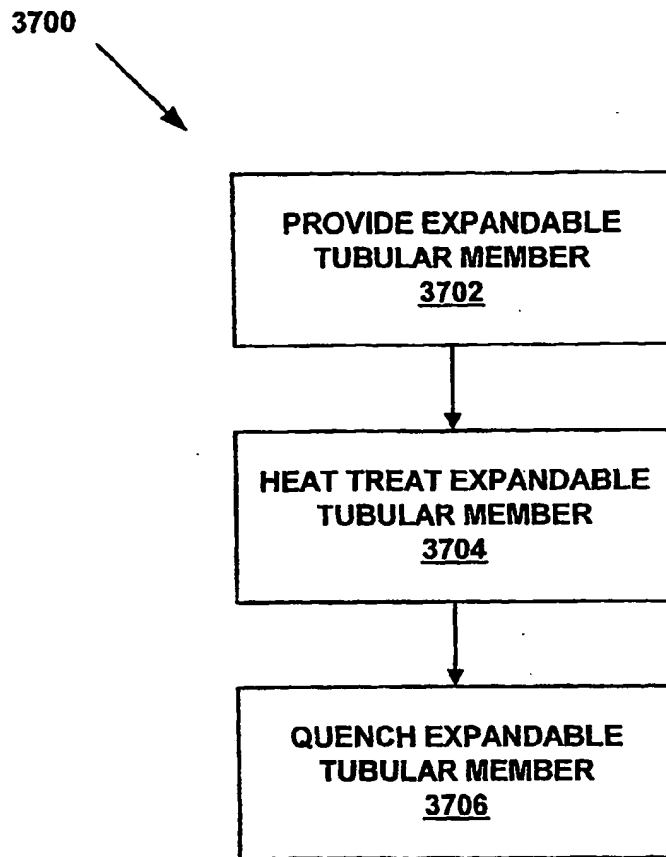 3700
PROVIDE EXPANDABLE
TUBULAR MEMBER
3702
HEAT TREAT EXPANDABLE
TUBULAR MEMBER
3704
QUENCH EXPANDABLE
TUBULAR MEMBER
3706